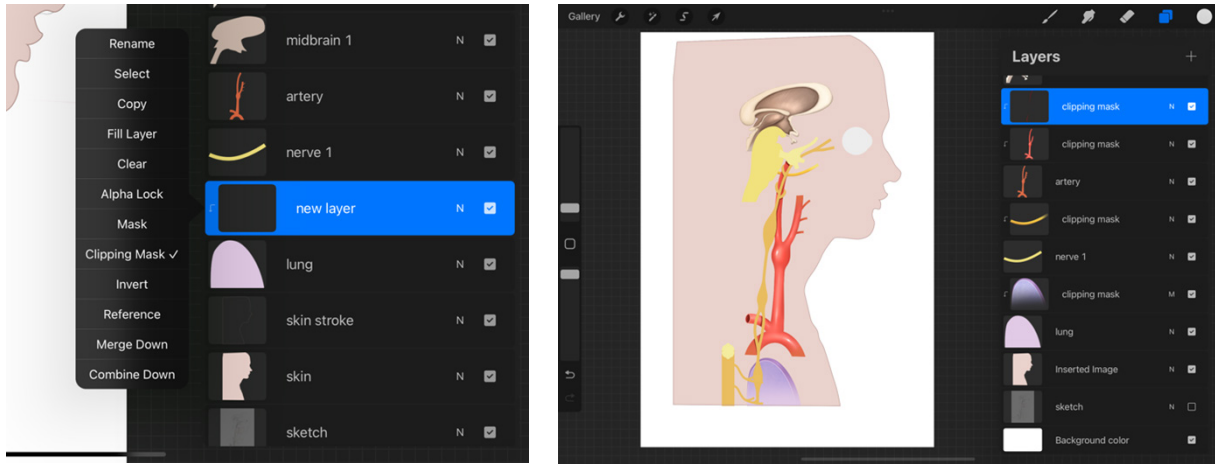 Rename
Select
Copy
Fill Layer
Clear
Alpha Lock
Mask
Clipping Mask ✓
Invert
Reference
Merge Down
Combine Down
midbrain 1 N
artery N
nerve 1 N
new layer N
lung N
skin stroke N
skin N
sketch N
Gallery
Layers
clipping mask N
clipping mask N
artery N
clipping mask N
nerve 1 N
clipping mask M
lung N
Inserted Image N
sketch N
Background color